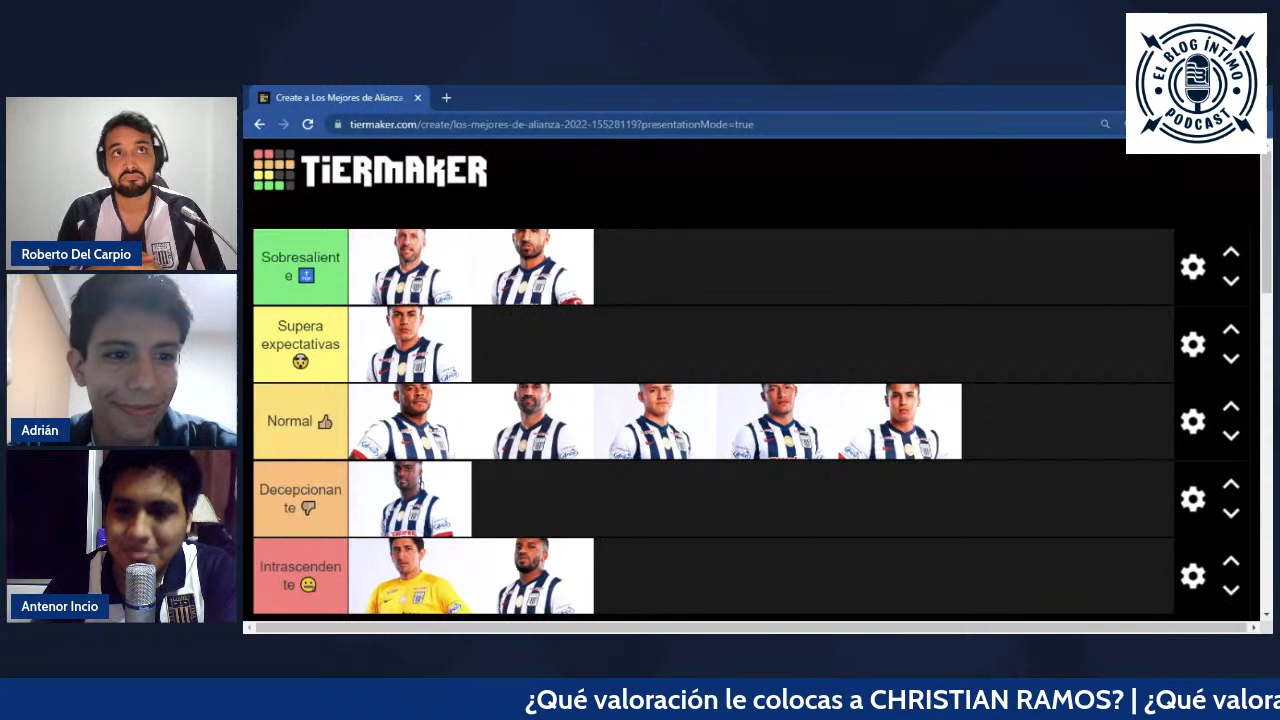 EL BLOG ÍNTIMO
PODCAST
Create a Los Mejores de Alianza
tiermaker.com/create/los-mejores-de-alianza-2022-15528119?presentationMode=true
TiERMAKER
Sobresalient
e 🔝
Supera
expectativas
😲
Normal 👍
Decepcionan
te 👎
Intrascenden
te 🤐
Roberto Del Carpio
Adrián
Antenor Incio
¿Qué valoración le colocas a CHRISTIAN RAMOS? | ¿Qué valora